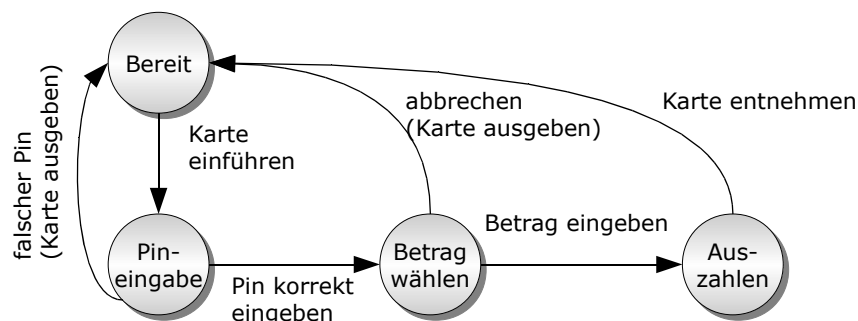 Bereit
abbrechen
(Karte ausgeben)
Karte entnehmen
falscher Pin
(Karte ausgeben)
Karte
einführen
Pin-
eingabe
Pin korrekt
eingeben
Betrag
wählen
Betrag eingeben
Aus-
zahlen